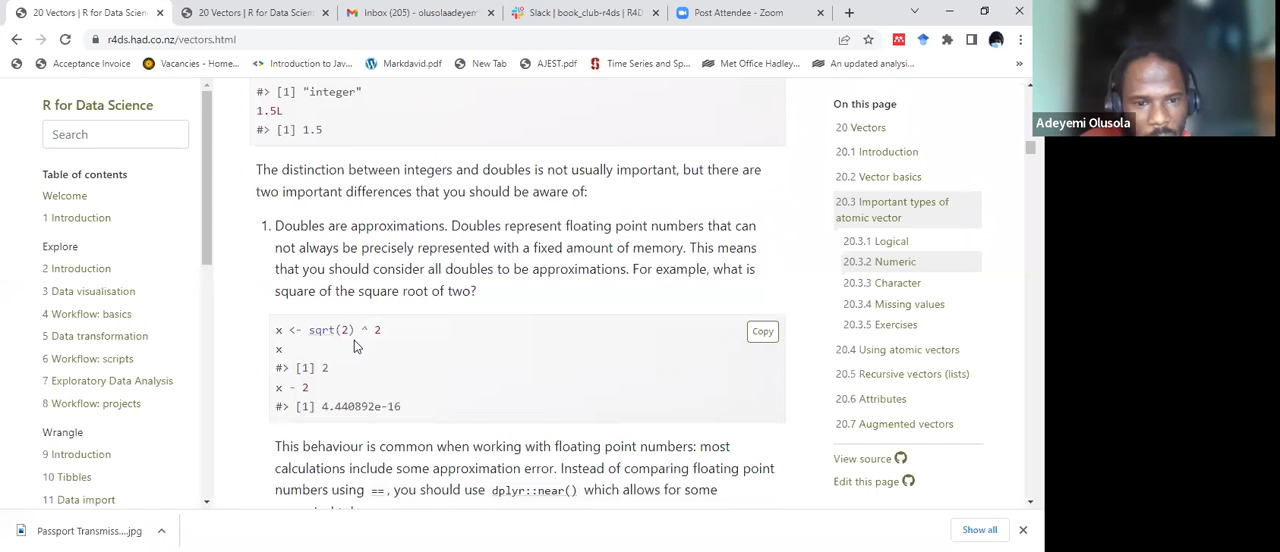 20 Vectors | R for Data Science
20 Vectors | R for Data Science
Inbox (205) - olusolaadeyem
Slack | book_club-r4ds | R4D
Post Attendee - Zoom
r4ds.had.co.nz/vectors.html
Acceptance Invoice
Vacancies - Home...
Introduction to Jav...
Markdavid.pdf
New Tab
AJEST.pdf
Time Series and Sp...
Met Office Hadley...
An updated analysi...
»
Adeyemi Olusola
R for Data Science
Search
Table of contents
Welcome
1 Introduction
Explore
2 Introduction
3 Data visualisation
4 Workflow: basics
5 Data transformation
6 Workflow: scripts
7 Exploratory Data Analysis
8 Workflow: projects
Wrangle
9 Introduction
10 Tibbles
11 Data import
#> [1] "integer"
1.5L
#> [1] 1.5
The distinction between integers and doubles is not usually important, but there are
two important differences that you should be aware of:
1. Doubles are approximations. Doubles represent floating point numbers that can
not always be precisely represented with a fixed amount of memory. This means
that you should consider all doubles to be approximations. For example, what is
square of the square root of two?
x <- sqrt(2) ^ 2
Copy
x
#> [1] 2
x - 2
#> [1] 4.440892e-16
This behaviour is common when working with floating point numbers: most
calculations include some approximation error. Instead of comparing floating point
numbers using ==, you should use dplyr::near() which allows for some
On this page
20 Vectors
20.1 Introduction
20.2 Vector basics
20.3 Important types of
atomic vector
20.3.1 Logical
20.3.2 Numeric
20.3.3 Character
20.3.4 Missing values
20.3.5 Exercises
20.4 Using atomic vectors
20.5 Recursive vectors (lists)
20.6 Attributes
20.7 Augmented vectors
View source
Edit this page
Passport Transmiss....jpg
Show all